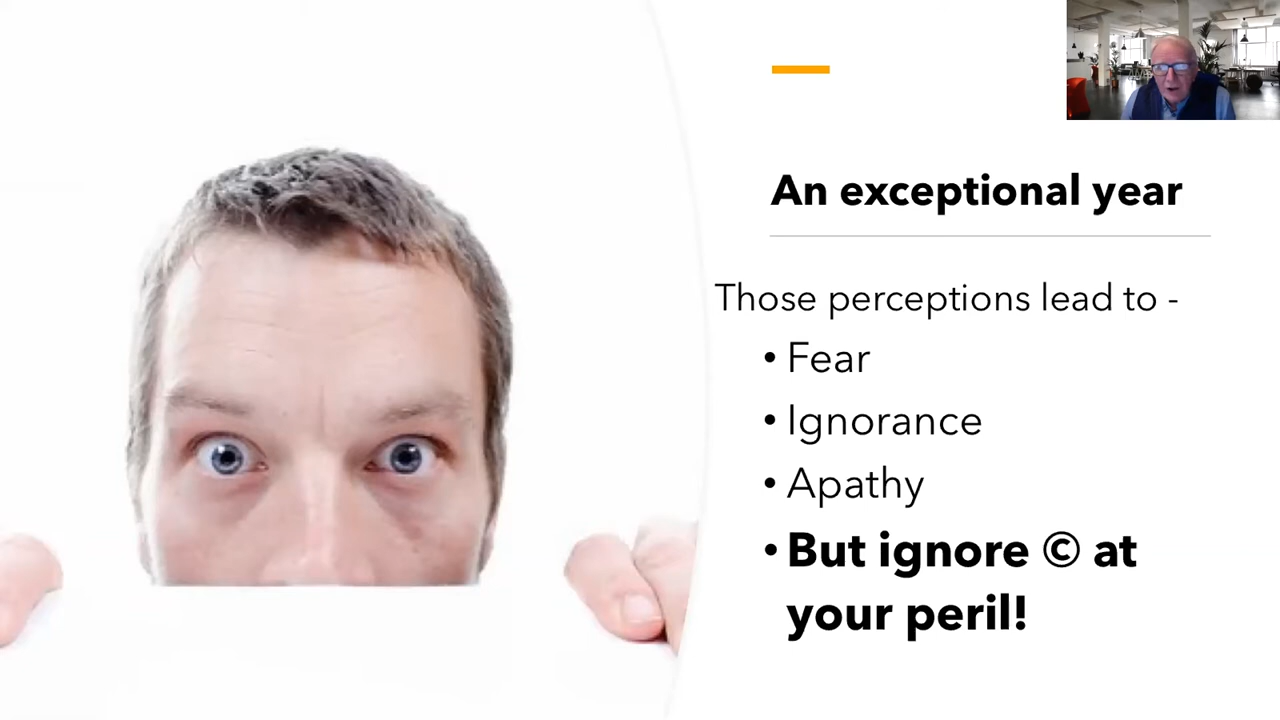 An exceptional year
Those perceptions lead to -
• Fear
• Ignorance
• Apathy
• But ignore © at
your peril!